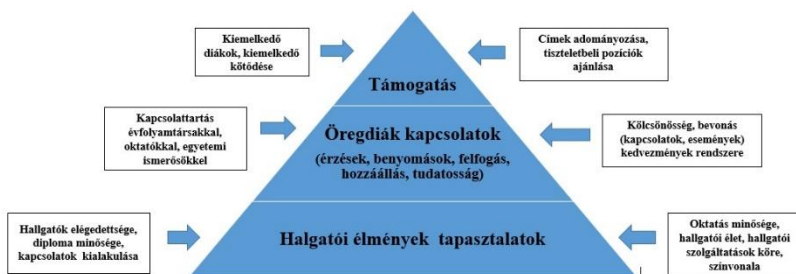 Kiemelkedő
diákok, kiemelkedő
kötődése
Címek adományozása,
tiszteletbeli pozíciók
ajánlása
Támogatás
Kapcsolattartás
évfolyamtársakkal,
oktatókkal, egyetemi
ismerősökkel
Öregdiák kapcsolatok
(érzések, benyomások, felfogás,
hozzáállás, tudatosság)
Kölcsönösség, bevonás
(kapcsolatok, események)
kedvezmények rendszere
Hallgatók elégedettsége,
diploma minősége,
kapcsolatok kialakulása
Halgatói élmények tapasztalatok
Oktatás minősége,
hallgatói élet, hallgatói
szolgáltatások köre,
színvonala